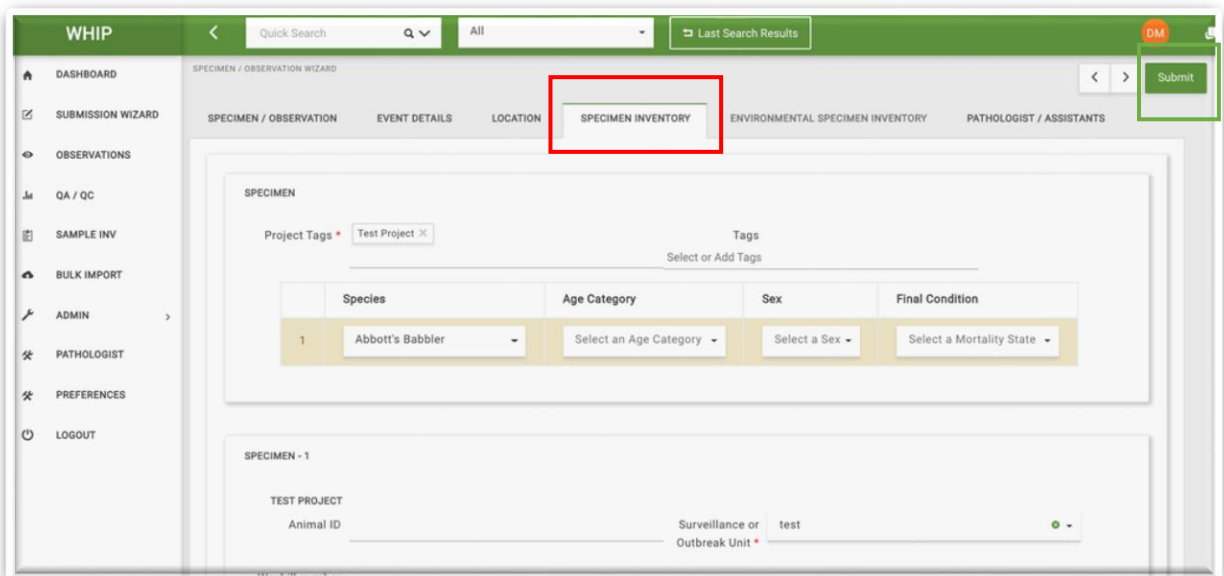 WHIP
Quick Search
All
Last Search Results
DM
DASHBOARD
SUBMISSION WIZARD
OBSERVATIONS
QA / QC
SAMPLE INV
BULK IMPORT
ADMIN
PATHOLOGIST
PREFERENCES
LOGOUT
SPECIMEN / OBSERVATION WIZARD
Submit
SPECIMEN / OBSERVATION EVENT DETAILS LOCATION SPECIMEN INVENTORY ENVIRONMENTAL SPECIMEN INVENTORY PATHOLOGIST / ASSISTANTS
SPECIMEN
Project Tags * Test Project × Tags
Select or Add Tags
Species Age Category Sex Final Condition
1 Abbott's Babbler Select an Age Category Select a Sex Select a Mortality State
SPECIMEN - 1
TEST PROJECT
Animal ID Surveillance or test
Outbreak Unit *